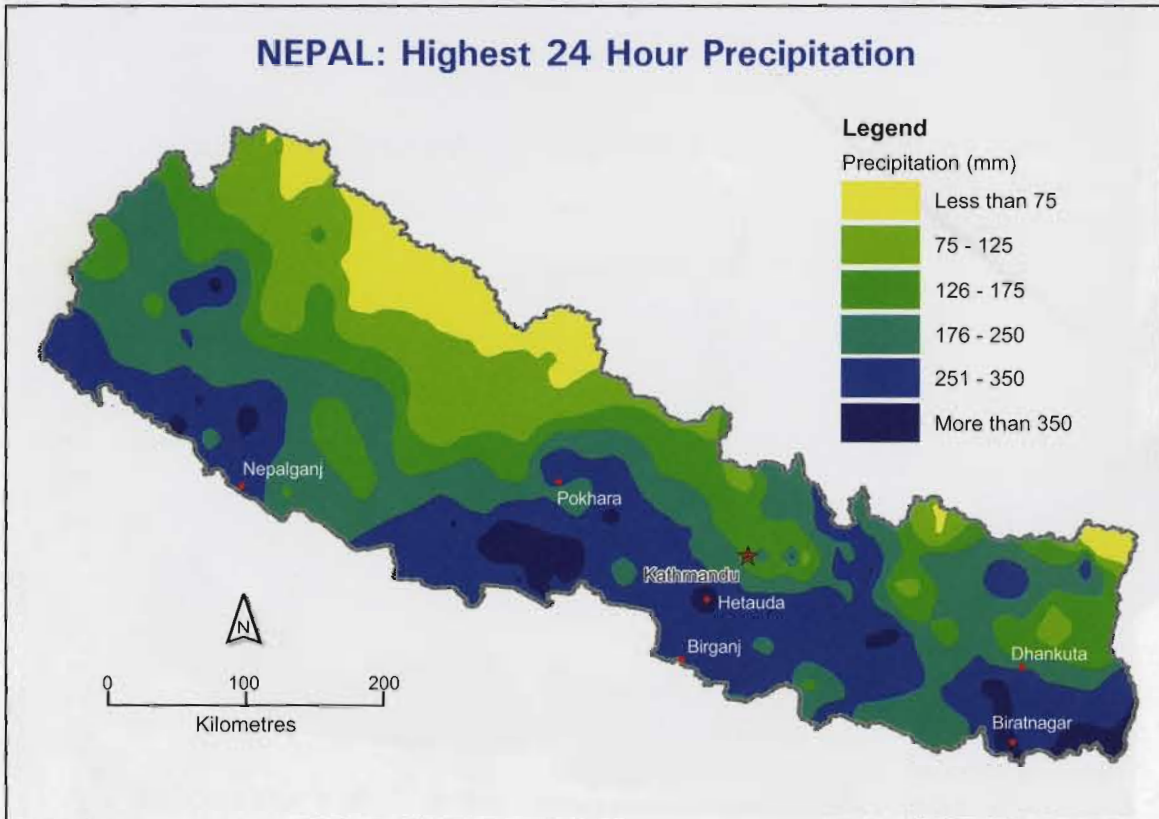 NEPAL: Highest 24 Hour Precipitation
Legend
Precipitation (mm)
Less than 75
75 - 125
126 - 175
176 - 250
251 - 350
More than 350
Nepalganj
Pokhara
Kathmandu
Hetauda
Birganj
Dhankuta
Biratnagar
N
0 100 200
Kilometres